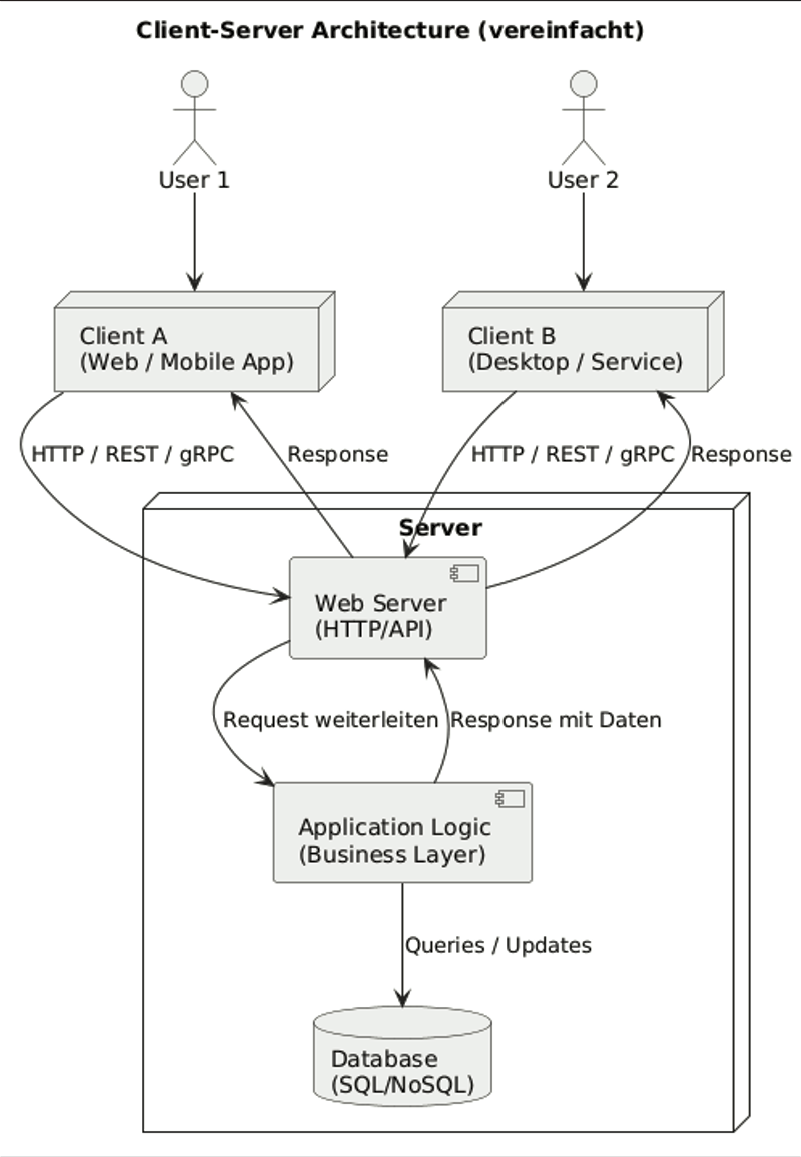 Client-Server Architecture (vereinfacht)
User 1
User 2
Client A
(Web / Mobile App)
Client B
(Desktop / Service)
HTTP / REST / gRPC
Response
HTTP / REST / gRPC
Response
Server
Web Server
(HTTP/API)
Request weiterleiten
Response mit Daten
Application Logic
(Business Layer)
Queries / Updates
Database
(SQL/NoSQL)